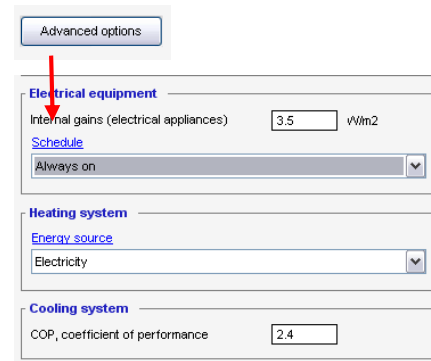 Advanced options
Electrical equipment
Internal gains (electrical appliances) 3.5 W/m2
Schedule
Always on
Heating system
Energy source
Electricity
Cooling system
COP, coefficient of performance 2.4